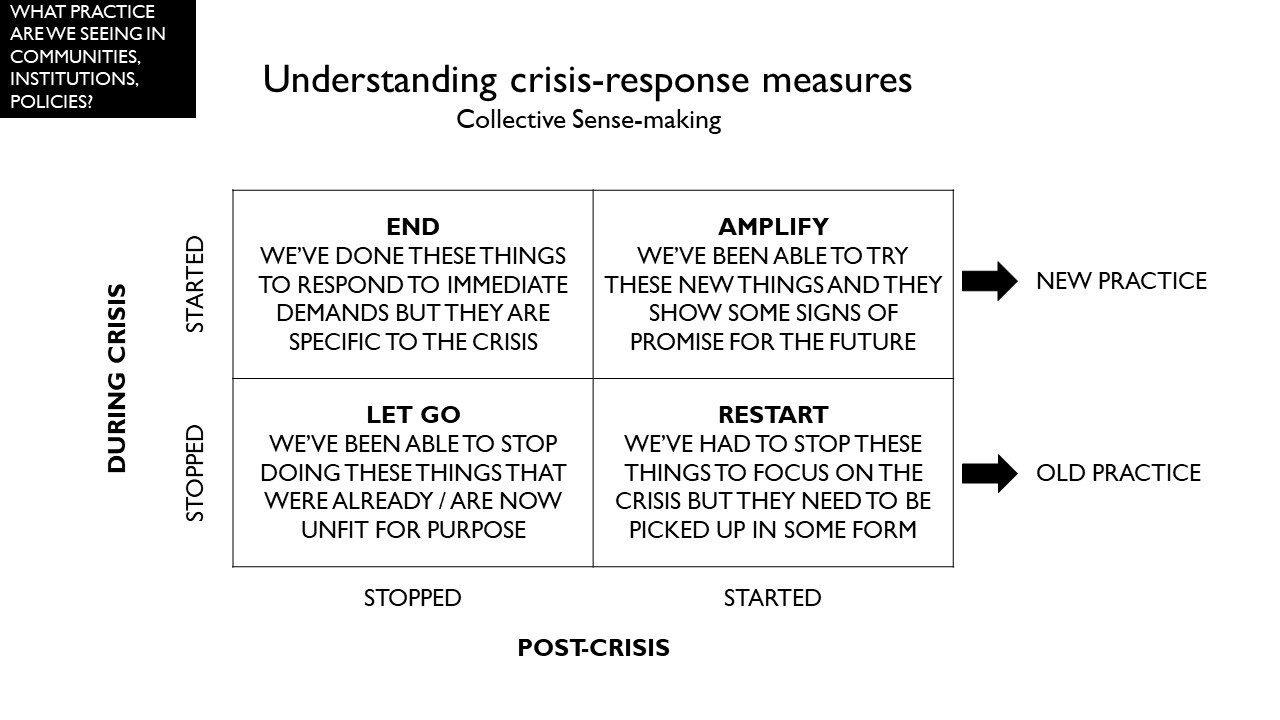 WHAT PRACTICE
ARE WE SEEING IN
COMMUNITIES,
INSTITUTIONS,
POLICIES?
Understanding crisis-response measures
Collective Sense-making
DURING CRISIS
STARTED
END
WE’VE DONE THESE THINGS
TO RESPOND TO IMMEDIATE
DEMANDS BUT THEY ARE
SPECIFIC TO THE CRISIS
AMPLIFY
WE’VE BEEN ABLE TO TRY
THESE NEW THINGS AND THEY
SHOW SOME SIGNS OF
PROMISE FOR THE FUTURE
NEW PRACTICE
STOPPED
LET GO
WE’VE BEEN ABLE TO STOP
DOING THESE THINGS THAT
WERE ALREADY / ARE NOW
UNFIT FOR PURPOSE
RESTART
WE’VE HAD TO STOP THESE
THINGS TO FOCUS ON THE
CRISIS BUT THEY NEED TO BE
PICKED UP IN SOME FORM
OLD PRACTICE
STOPPED
STARTED
POST-CRISIS